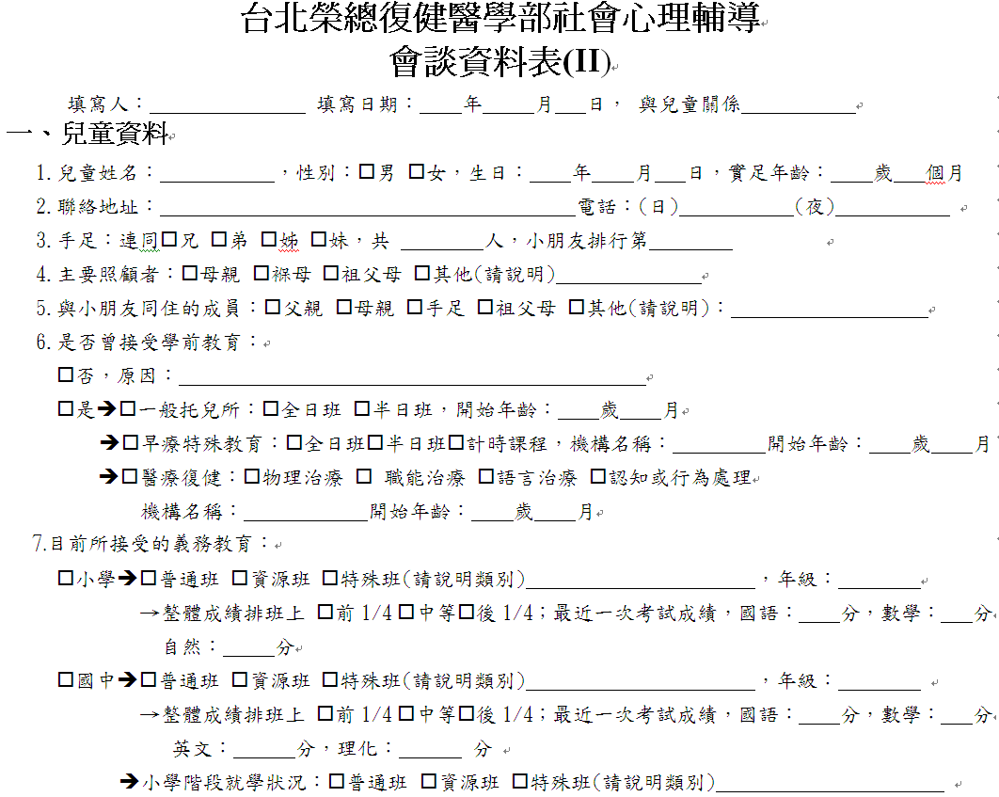 台北榮總復健醫學部社會心理輔導
會談資料表(II)
填寫人：_______________ 填寫日期：____年_____月___日， 與兒童關係___________
一、兒童資料
1.兒童姓名：___________，性別：□男 □女，生日：____年____月___日，實足年齡：____歲___個月
2.聯絡地址：________________________________________電話：(日)___________(夜)___________
3.手足：連同□兄 □弟 □姊 □妹，共 ________人，小朋友排行第________
4.主要照顧者：□母親 □褓母 □祖父母 □其他(請說明)______________
5.與小朋友同住的成員：□父親 □母親 □手足 □祖父母 □其他(請說明)：___________________
6.是否曾接受學前教育：
□否，原因：_____________________________________________
□是➔□一般托兒所：□全日班 □半日班，開始年齡：____歲____月
➔□早療特殊教育：□全日班□半日班□計時課程，機構名稱：_________開始年齡：____歲____月
➔□醫療復健：□物理治療 □ 職能治療 □語言治療 □認知或行為處理
機構名稱：____________開始年齡：____歲____月
7.目前所接受的義務教育：
□小學➔□普通班 □資源班 □特殊班(請說明類別)______________________，年級：________
→整體成績排班上 □前 1/4 □中等□後 1/4；最近一次考試成績，國語：____分，數學：___分
自然：_____分
□國中➔□普通班 □資源班 □特殊班(請說明類別)______________________，年級：________
→整體成績排班上 □前 1/4 □中等□後 1/4；最近一次考試成績，國語：____分，數學：___分
英文：______分，理化：______ 分
➔小學階段就學狀況：□普通班 □資源班 □特殊班(請說明類別)______________________